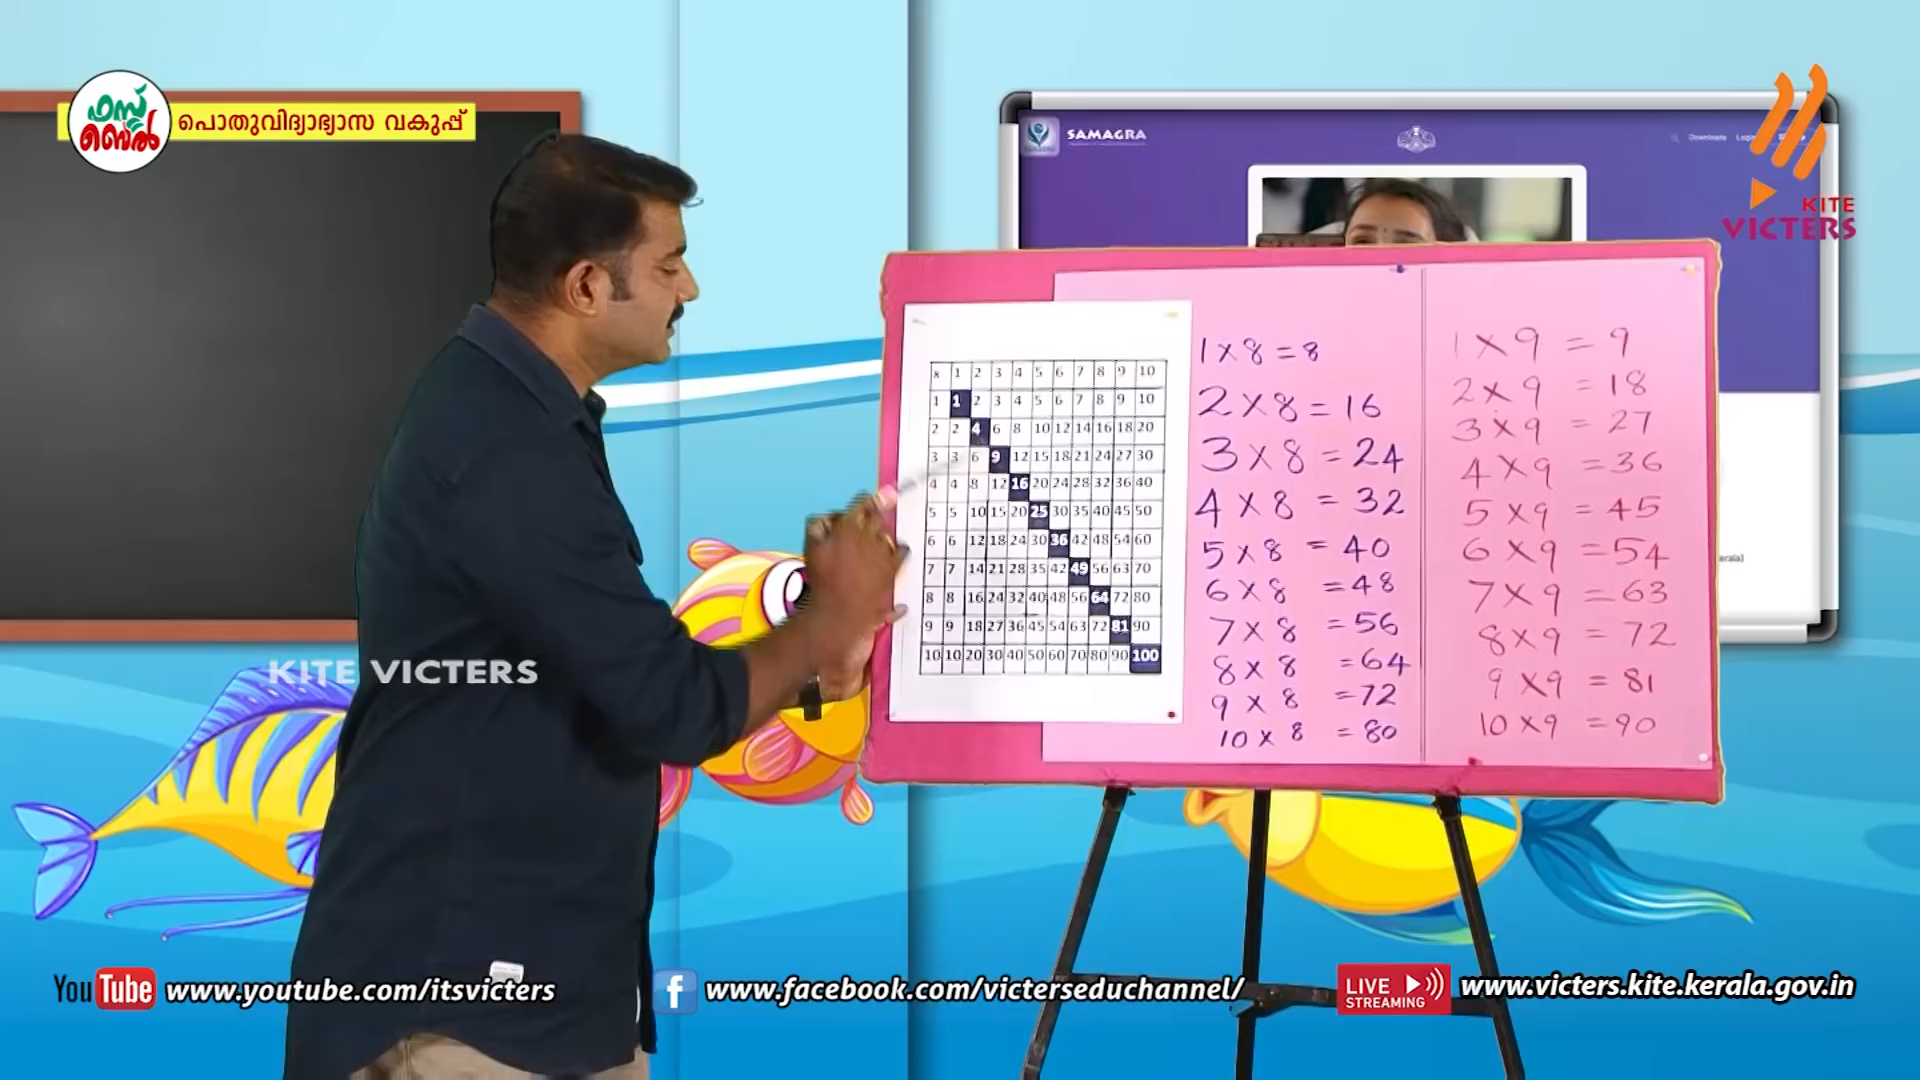 ഫസ്റ്റ്
ബെൽ
പൊതുവിദ്യാഭ്യാസ വകുപ്പ്
SAMAGRA
Downloads
KITE
VICTERS
x 1 2 3 4 5 6 7 8 9 10
1 1 2 3 4 5 6 7 8 9 10
2 2 4 6 8 10 12 14 16 18 20
3 3 6 9 12 15 18 21 24 27 30
4 4 8 12 16 20 24 28 32 36 40
5 5 10 15 20 25 30 35 40 45 50
6 6 12 18 24 30 36 42 48 54 60
7 7 14 21 28 35 42 49 56 63 70
8 8 16 24 32 40 48 56 64 72 80
9 9 18 27 36 45 54 63 72 81 90
10 10 20 30 40 50 60 70 80 90 100
1 x 8 = 8
2 x 8 = 16
3 x 8 = 24
4 x 8 = 32
5 x 8 = 40
6 x 8 = 48
7 x 8 = 56
8 x 8 = 64
9 x 8 = 72
10 x 8 = 80
1 x 9 = 9
2 x 9 = 18
3 x 9 = 27
4 x 9 = 36
5 x 9 = 45
6 x 9 = 54
7 x 9 = 63
8 x 9 = 72
9 x 9 = 81
10 x 9 = 90
KITE VICTERS
YouTube www.youtube.com/itsvicters
f www.facebook.com/victerseduchannel/
LIVE STREAMING www.victers.kite.kerala.gov.in